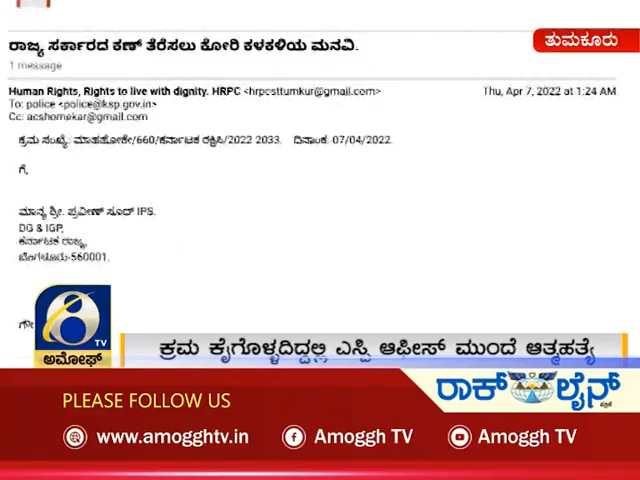 ರಾಜ್ಯ ಸರ್ಕಾರದ ಕಣ್ ತೆರೆಸಲು ಕೋರಿ ಕಳಕಳಿಯ ಮನವಿ.
ತುಮಕೂರು
1 message
Human Rights, Rights to live with dignity. HRPC <hrpcsttumkur@gmail.com> Thu, Apr 7, 2022 at 1:24 AM
To: police <police@ksp.gov.in>
Cc: acshomekar@gmail.com
ಕ್ರಮ ಸಂಖ್ಯೆ: ಮಾಹಹೋಕೇ/660/ಕರ್ನಾಟಕ ರಕ್ಷಿಸಿ/2022 2033. ದಿನಾಂಕ: 07/04/2022.
ಗೆ,
ಮಾನ್ಯ ಶ್ರೀ. ಪ್ರವೀಣ್ ಸೂದ್ IPS.
DG & IGP,
ಕರ್ನಾಟಕ ರಾಜ್ಯ,
ಬೆಂಗಳೂರು-560001.
ಗೌ
TV
ಅಮೋಘ್
ಕ್ರಮ ಕೈಗೊಳ್ಳದಿದ್ದಲ್ಲಿ ಎಸ್ಪಿ ಆಫೀಸ್ ಮುಂದೆ ಆತ್ಮಹತ್ಯೆ
ರಾಕ್ ಲೈನ್
PLEASE FOLLOW US
www.amogghtv.in Amoggh TV Amoggh TV